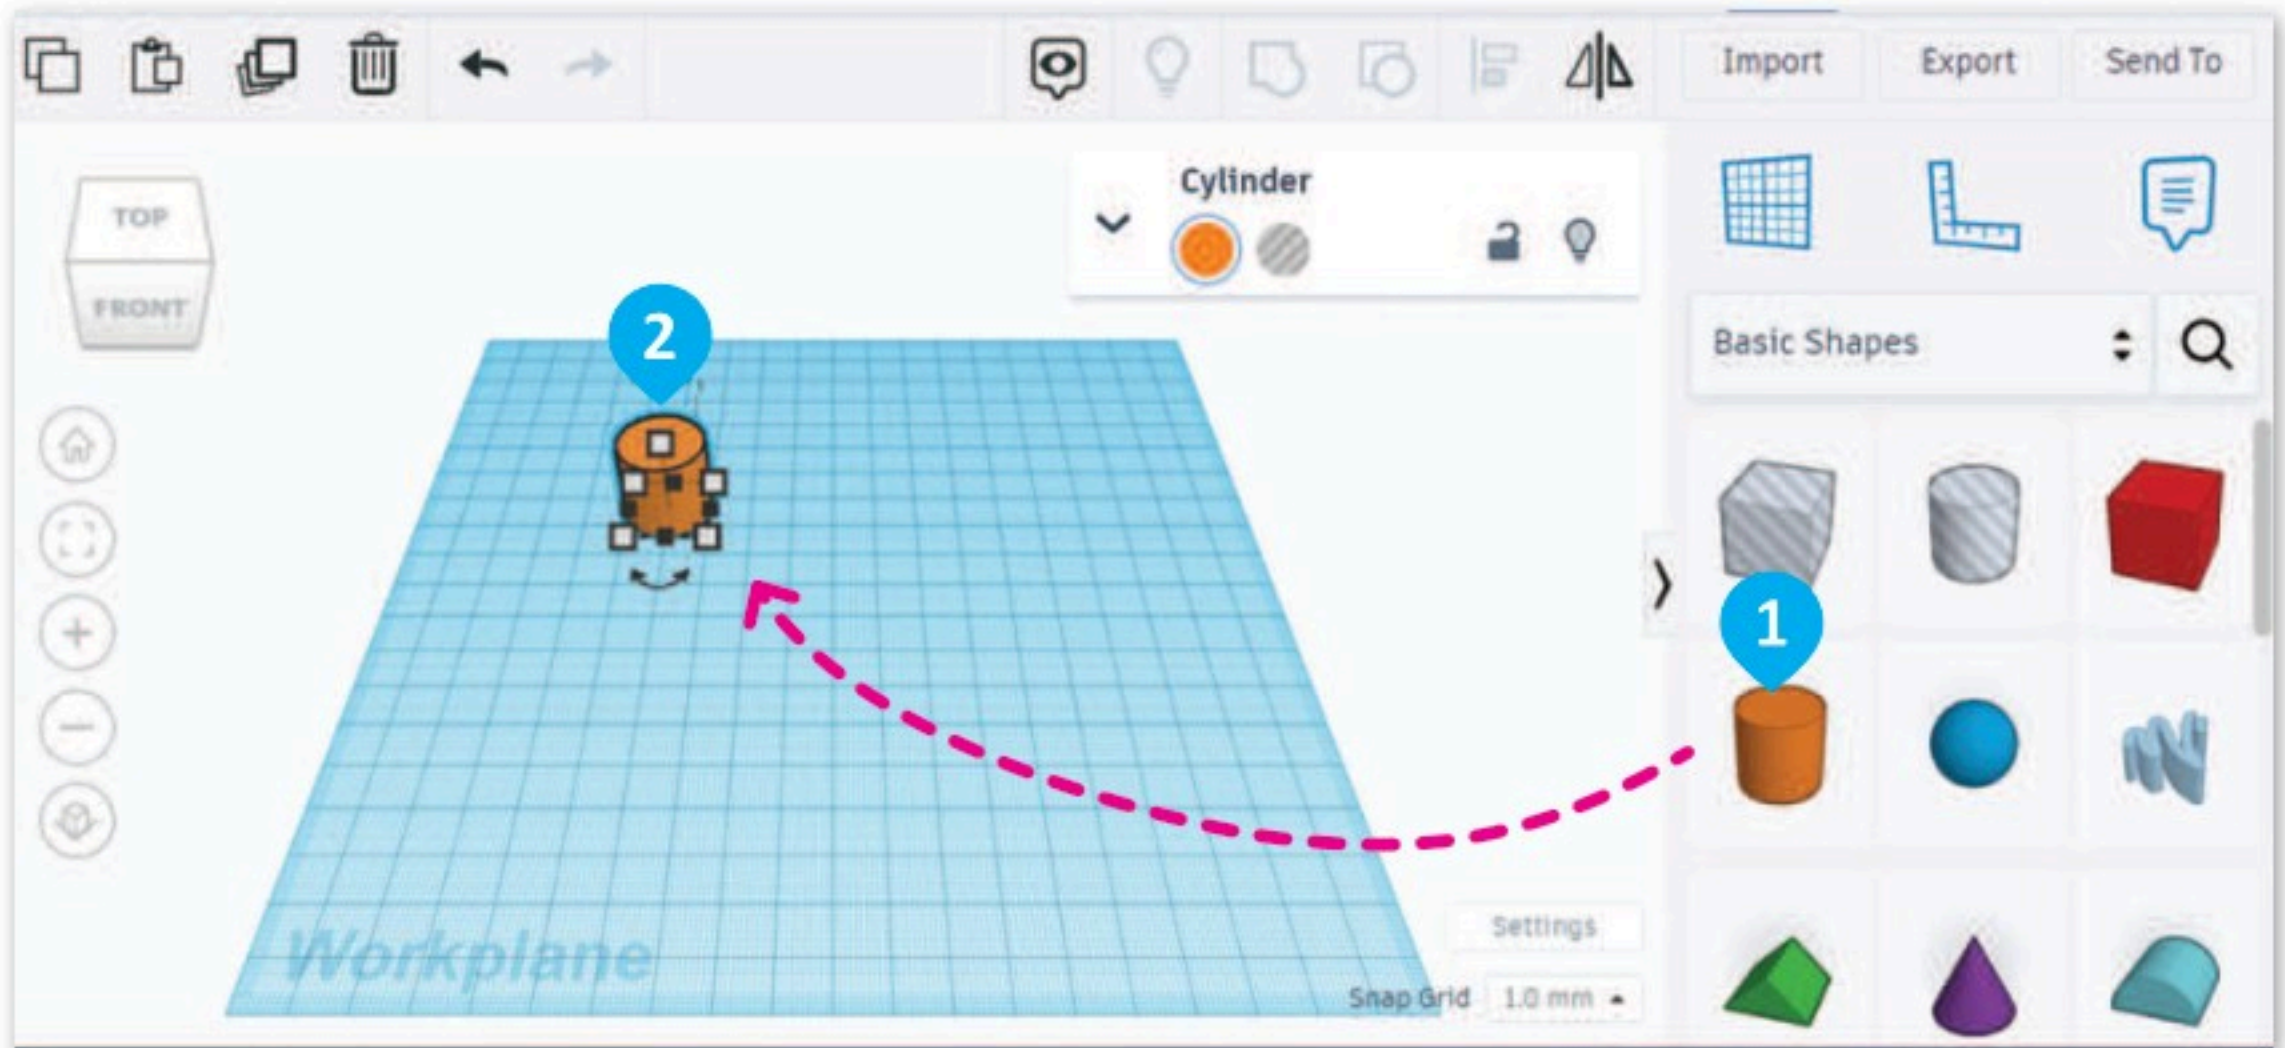 Import Export Send To
TOP
FRONT
Cylinder
2
Basic Shapes
1
Workplane
Settings
Snap Grid 1.0 mm